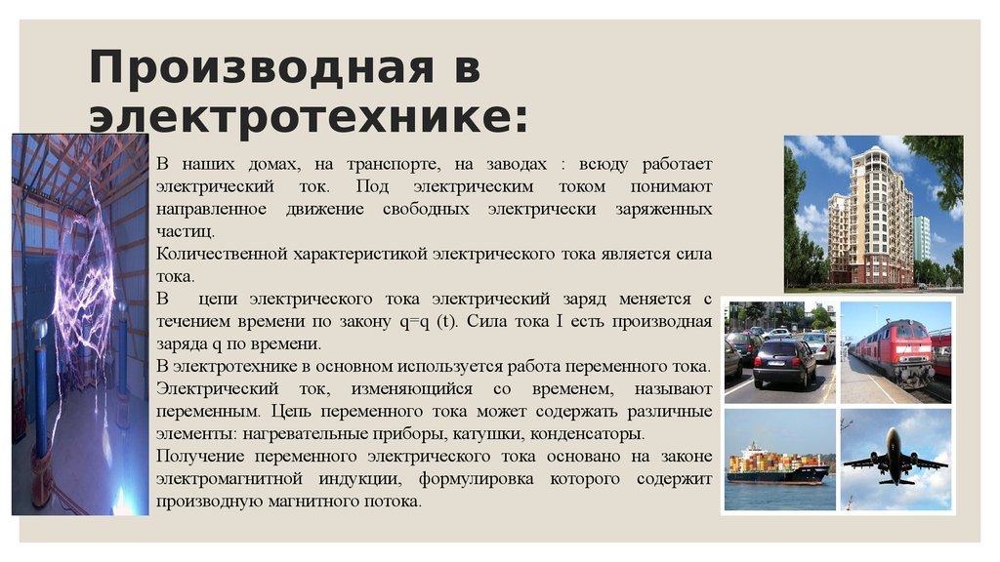 Производная в
электротехнике:
В наших домах, на транспорте, на заводах : всюду работает
электрический ток. Под электрическим током понимают
направленное движение свободных электрически заряженных
частиц.
Количественной характеристикой электрического тока является сила
тока.
В цепи электрического тока электрический заряд меняется с
течением времени по закону q=q (t). Сила тока I есть производная
заряда q по времени.
В электротехнике в основном используется работа переменного тока.
Электрический ток, изменяющийся со временем, называют
переменным. Цепь переменного тока может содержать различные
элементы: нагревательные приборы, катушки, конденсаторы.
Получение переменного электрического тока основано на законе
электромагнитной индукции, формулировка которого содержит
производную магнитного потока.